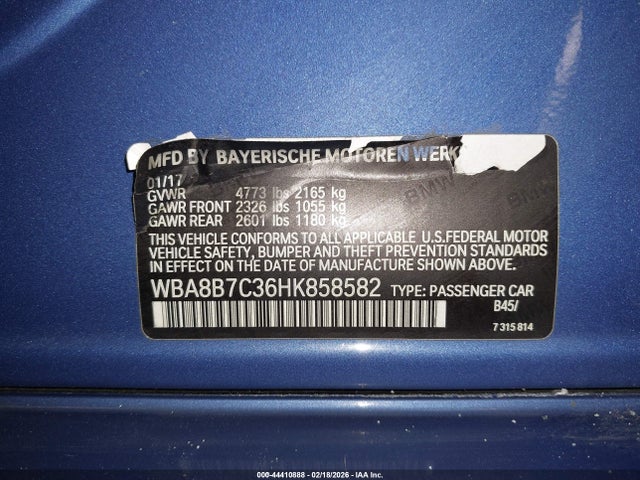 MFD BY BAYERISCHE MOTOREN WERK
01/17
GVWR 4773 lbs 2165 kg
GAWR FRONT 2326 lbs 1055 kg
GAWR REAR 2601 lbs 1180 kg
THIS VEHICLE CONFORMS TO ALL APPLICABLE U.S.FEDERAL MOTOR
VEHICLE SAFETY, BUMPER AND THEFT PREVENTION STANDARDS
IN EFFECT ON THE DATE OF MANUFACTURE SHOWN ABOVE.
WBA8B7C36HK858582 TYPE: PASSENGER CAR
B45/
7 315 814
000-44410888 - 02/18/2026 - IAA Inc.